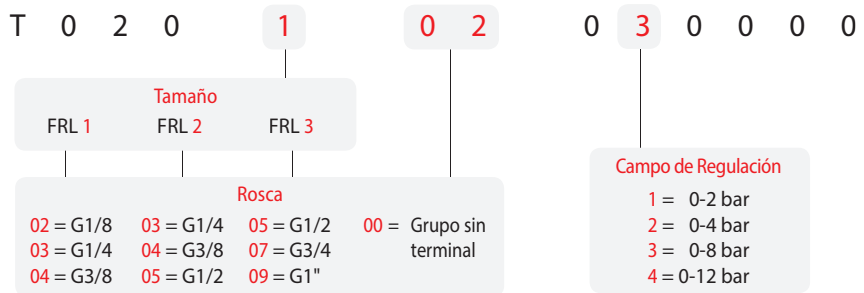 T 0 2 0 1 0 2 0 3 0 0 0 0
Tamaño
FRL 1 FRL 2 FRL 3
Rosca
02 = G1/8 03 = G1/4 05 = G1/2 00 = Grupo sin
03 = G1/4 04 = G3/8 07 = G3/4 terminal
04 = G3/8 05 = G1/2 09 = G1"
Campo de Regulación
1 = 0-2 bar
2 = 0-4 bar
3 = 0-8 bar
4 = 0-12 bar